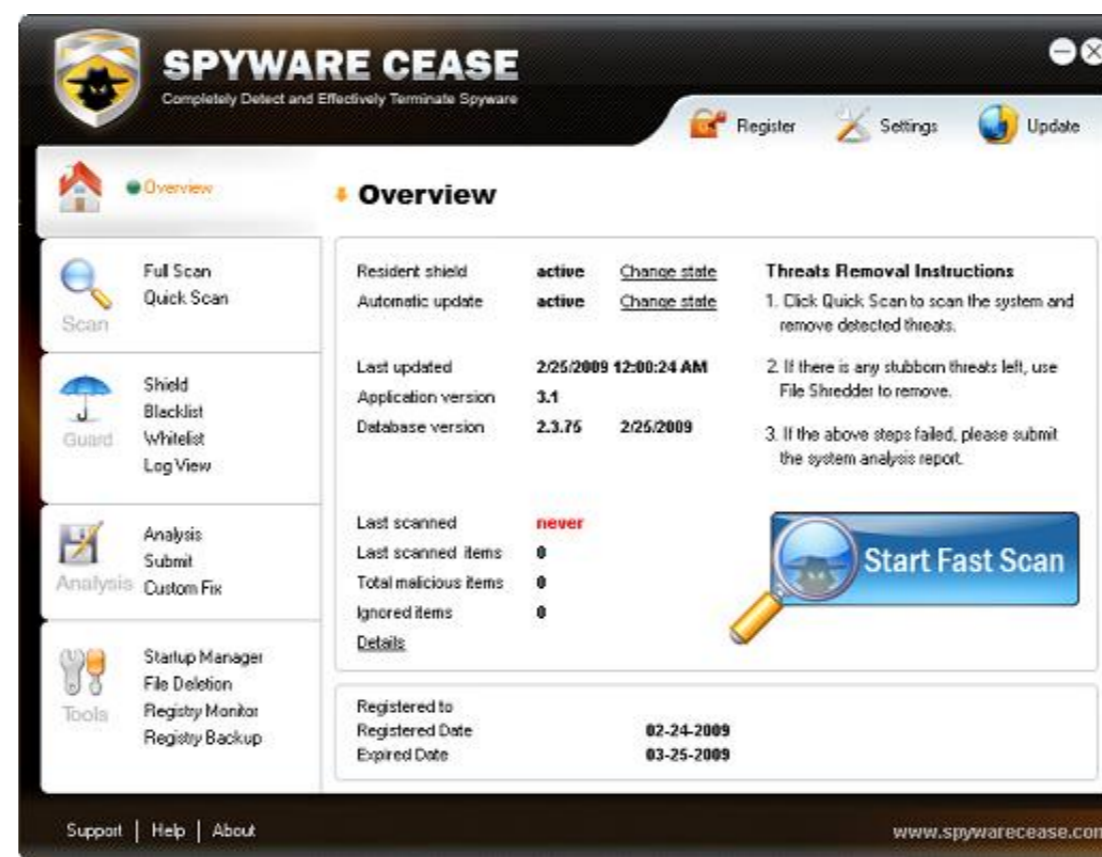 SPYWARE CEASE
Completely Detect and Effectively Terminate Spyware
Register Settings Update
Overview
Overview
Scan
Full Scan
Quick Scan
Guard
Shield
Blacklist
Whitelist
Log View
Analysis
Analysis
Submit
Custom Fix
Tools
Startup Manager
File Deletion
Registry Monitor
Registry Backup
Resident shield active Change state
Automatic update active Change state
Last updated 2/25/2009 12:00:24 AM
Application version 3.1
Database version 2.3.75 2/25/2009
Last scanned never
Last scanned items 0
Total malicious items 0
Ignored items 0
Details
Threats Removal Instructions
1. Click Quick Scan to scan the system and
remove detected threats.
2. If there is any stubborn threats left, use
File Shredder to remove.
3. If the above steps failed, please submit
the system analysis report.
Start Fast Scan
Registered to
Registered Date 02-24-2009
Expired Date 03-25-2009
Support | Help | About
www.spywarecease.com